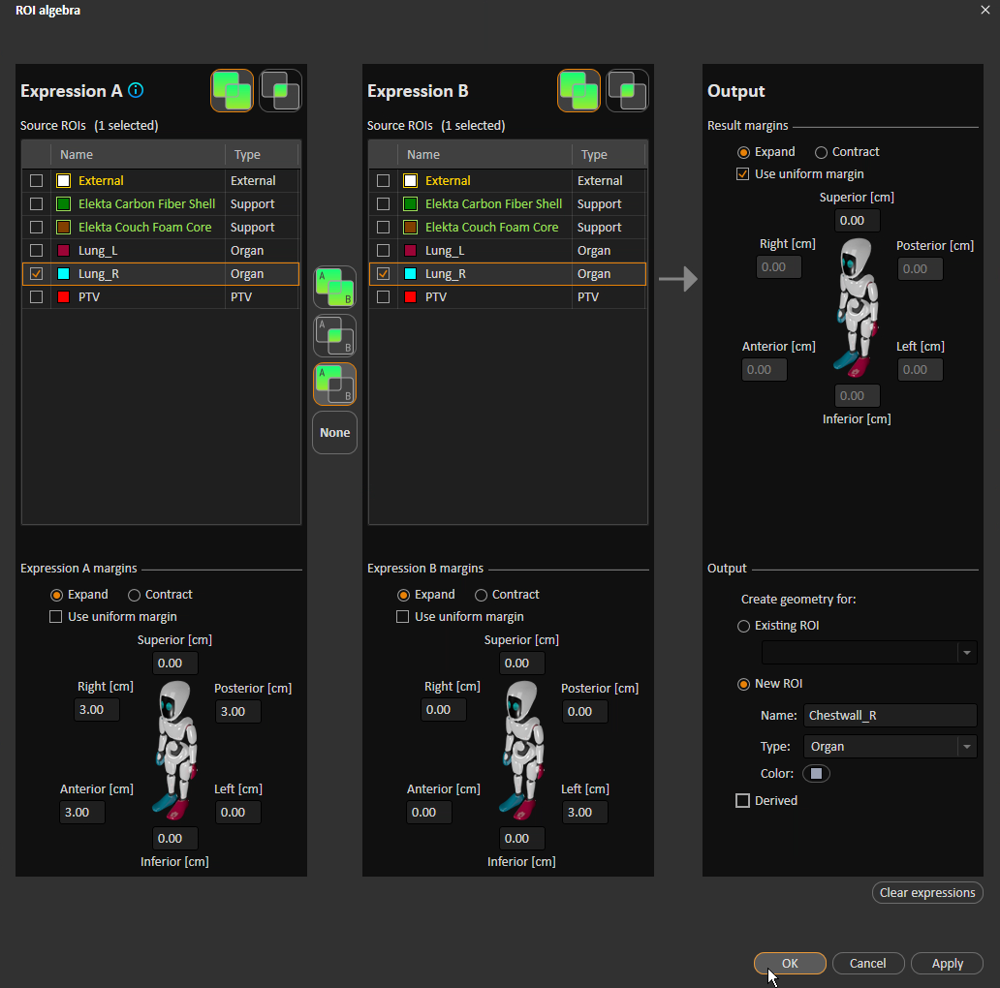 ROI algebra
Expression A
Source ROIs (1 selected)
Name Type
External External
Elekta Carbon Fiber Shell Support
Elekta Couch Foam Core Support
Lung_L Organ
Lung_R Organ
PTV PTV
Expression A margins
Expand Contract
Use uniform margin
Superior [cm]
0.00
Right [cm] Posterior [cm]
3.00 3.00
Anterior [cm] Left [cm]
3.00 0.00
0.00
Inferior [cm]
A
B
A
B
A
B
None
Expression B
Source ROIs (1 selected)
Name Type
External External
Elekta Carbon Fiber Shell Support
Elekta Couch Foam Core Support
Lung_L Organ
Lung_R Organ
PTV PTV
Expression B margins
Expand Contract
Use uniform margin
Superior [cm]
0.00
Right [cm] Posterior [cm]
0.00 0.00
Anterior [cm] Left [cm]
0.00 3.00
0.00
Inferior [cm]
Output
Result margins
Expand Contract
Use uniform margin
Superior [cm]
0.00
Right [cm] Posterior [cm]
0.00 0.00
Anterior [cm] Left [cm]
0.00 0.00
0.00
Inferior [cm]
Output
Create geometry for:
Existing ROI
New ROI
Name: Chestwall_R
Type: Organ
Color:
Derived
Clear expressions
OK Cancel Apply